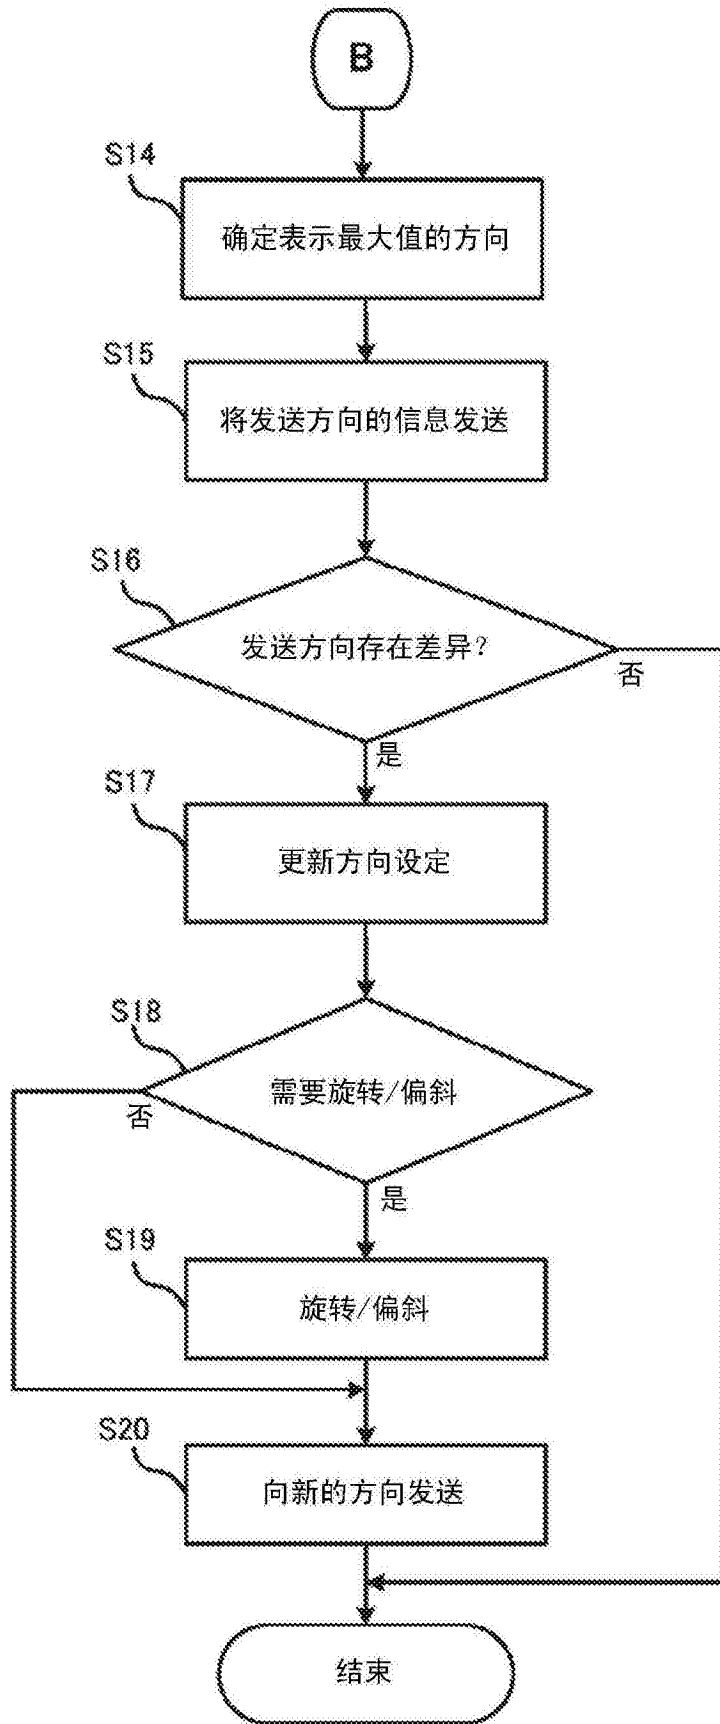 B
S14
确定表示最大值的方向
S15
将发送方向的信息发送
S16
发送方向存在差异？
否
是
S17
更新方向设定
S18
需要旋转/偏斜
否
是
S19
旋转/偏斜
S20
向新的方向发送
结束